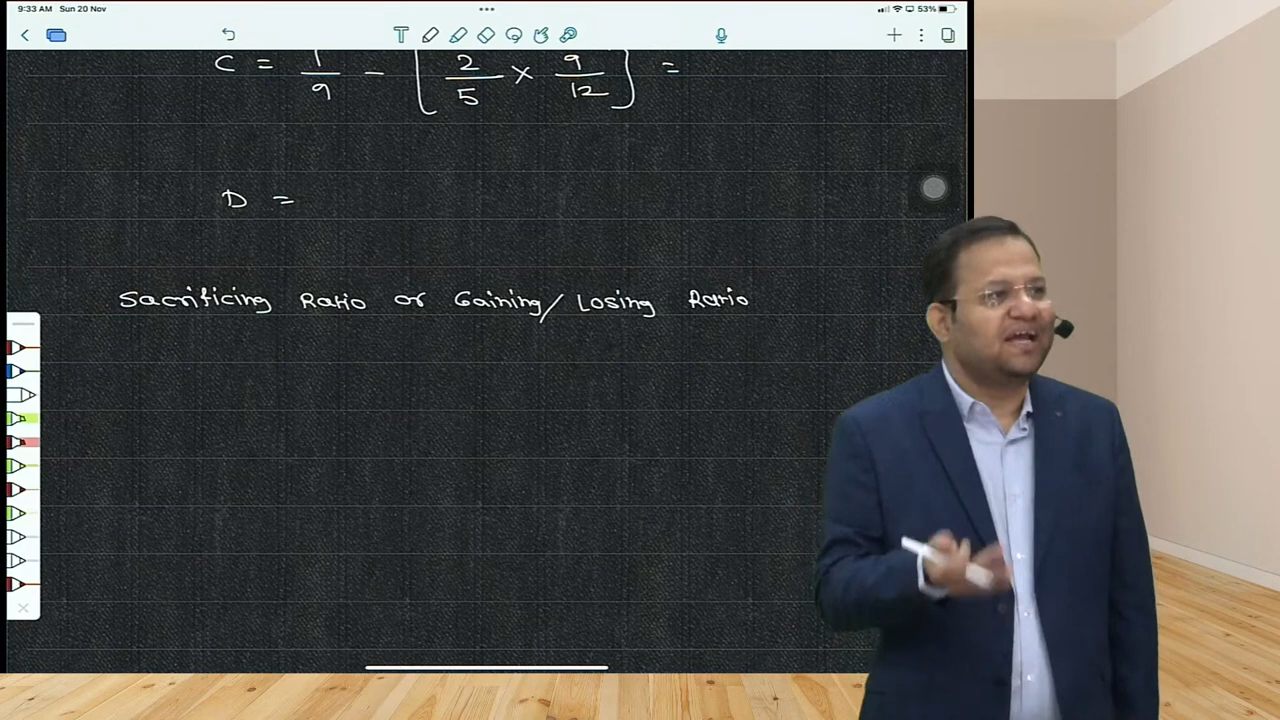 9:33 AM Sun 20 Nov
53%
T
C = 1/9 - [2/5 × 9/12] =
D =
Sacrificing Ratio or Gaining/Losing Ratio